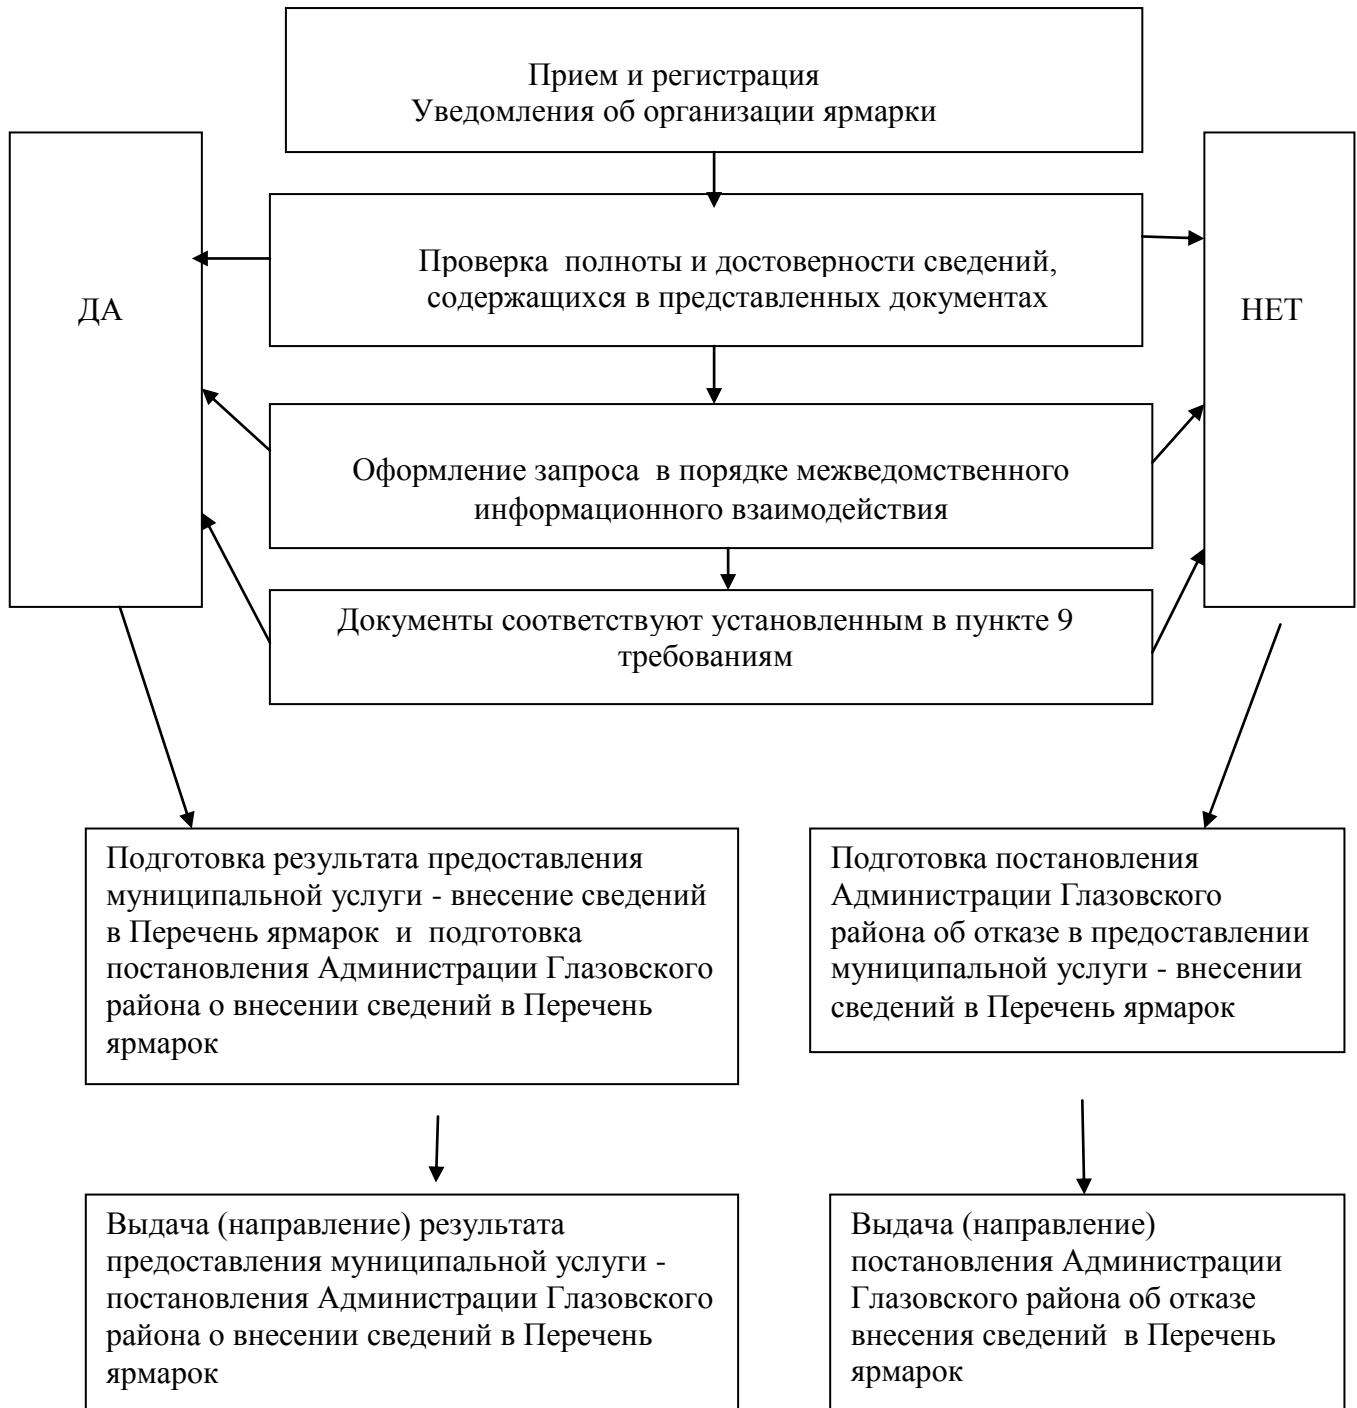 Прием и регистрация
Уведомления об организации ярмарки
ДА
Проверка  полноты и достоверности сведений,
содержащихся в представленных документах
НЕТ
Оформление запроса  в порядке межведомственного
информационного взаимодействия
Документы соответствуют установленным в пункте 9
требованиям
Подготовка результата предоставления
муниципальной услуги - внесение сведений
в Перечень ярмарок  и  подготовка
постановления Администрации Глазовского
района о внесении сведений в Перечень
ярмарок
Подготовка постановления
Администрации Глазовского
района об отказе в предоставлении
муниципальной услуги - внесении
сведений в Перечень ярмарок
Выдача (направление) результата
предоставления муниципальной услуги -
постановления Администрации Глазовского
района о внесении сведений в Перечень
ярмарок
Выдача (направление)
постановления Администрации
Глазовского района об отказе
внесения сведений  в Перечень
ярмарок